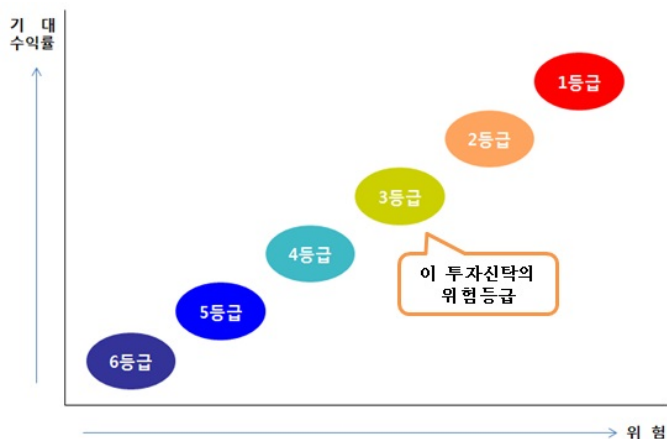 기 대
수익률
1등급
2등급
3등급
4등급
이 투자신탁의
위험등급
5등급
6등급
위 험